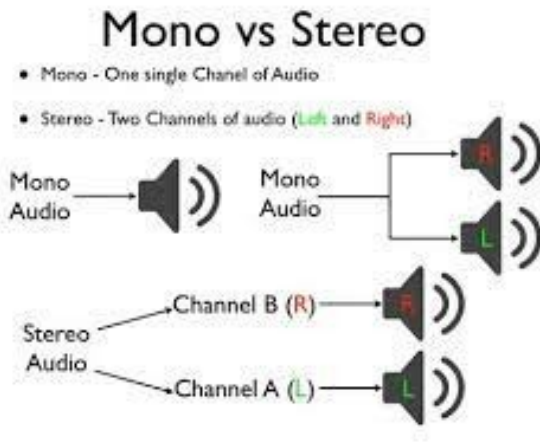 Mono vs Stereo
• Mono - One single Chanel of Audio
• Stereo - Two Channels of audio (Left and Right)
Mono
Audio
Mono
Audio
R
L
Stereo
Audio
Channel B (R)
R
Channel A (L)
L